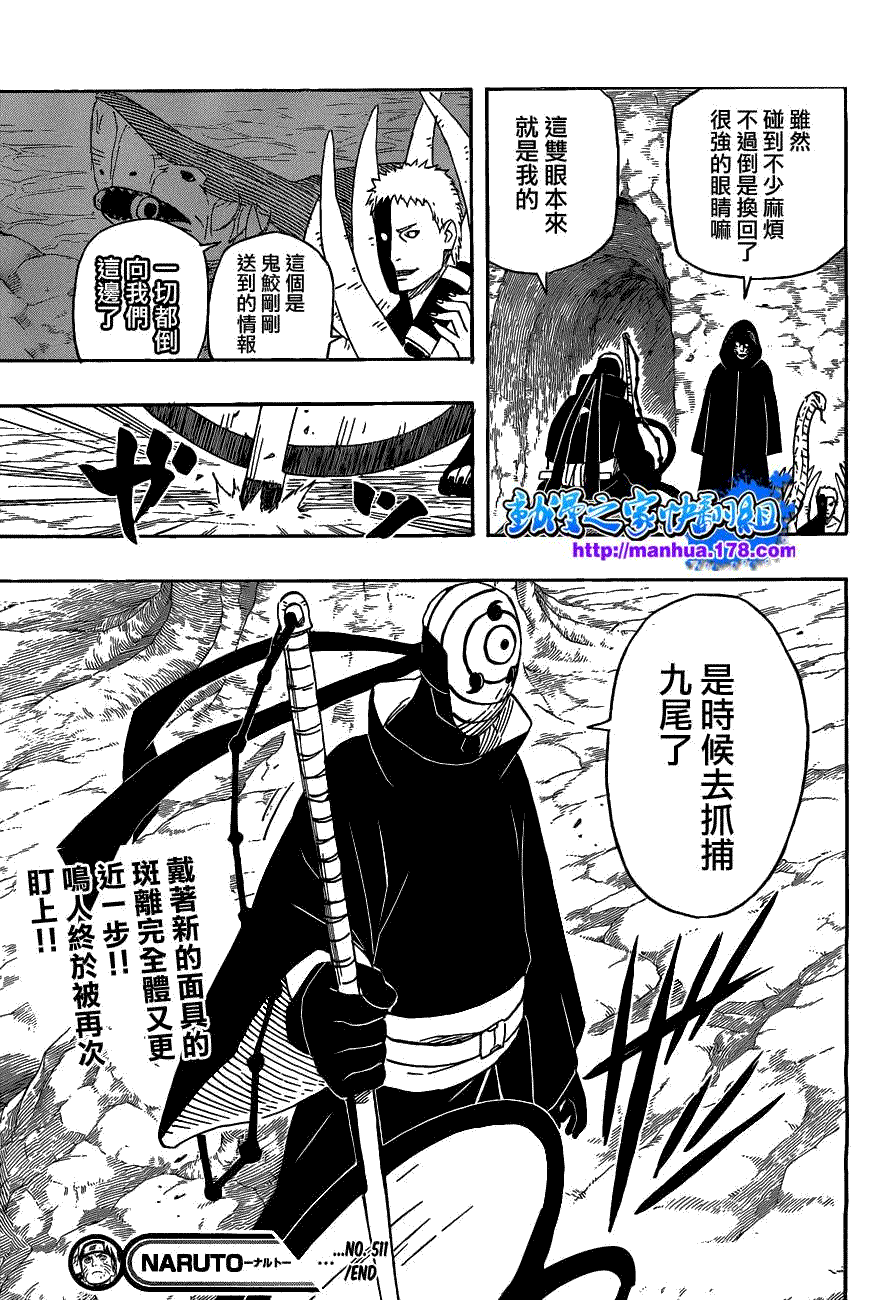 雖然
碰到不少麻煩
不過倒是換回了
很強的眼睛嘛
這雙眼本來
就是我的
這個是
鬼鮫剛剛
送到的情報
一切都倒
向我們
這邊了
動漫之家快翻組
http://manhua.178.com
ガッ
是時候去抓捕
九尾了
戴著新的面具的
斑離完全體又更
近一步!!
鳴人終於被再次
盯上!!
NARUTO—ナルト—
... ...NO. 511
/END